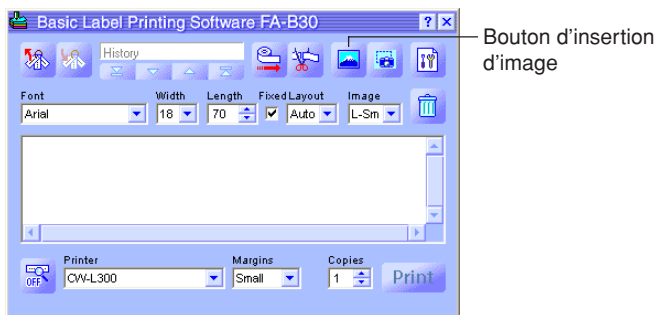 Basic Label Printing Software FA-B30
Bouton d'insertion
d'image
History
Font Width Length Fixed Layout Image
Arial 18 70 Auto L-Sm
Printer Margins Copies
OFF CW-L300 Small 1 Print